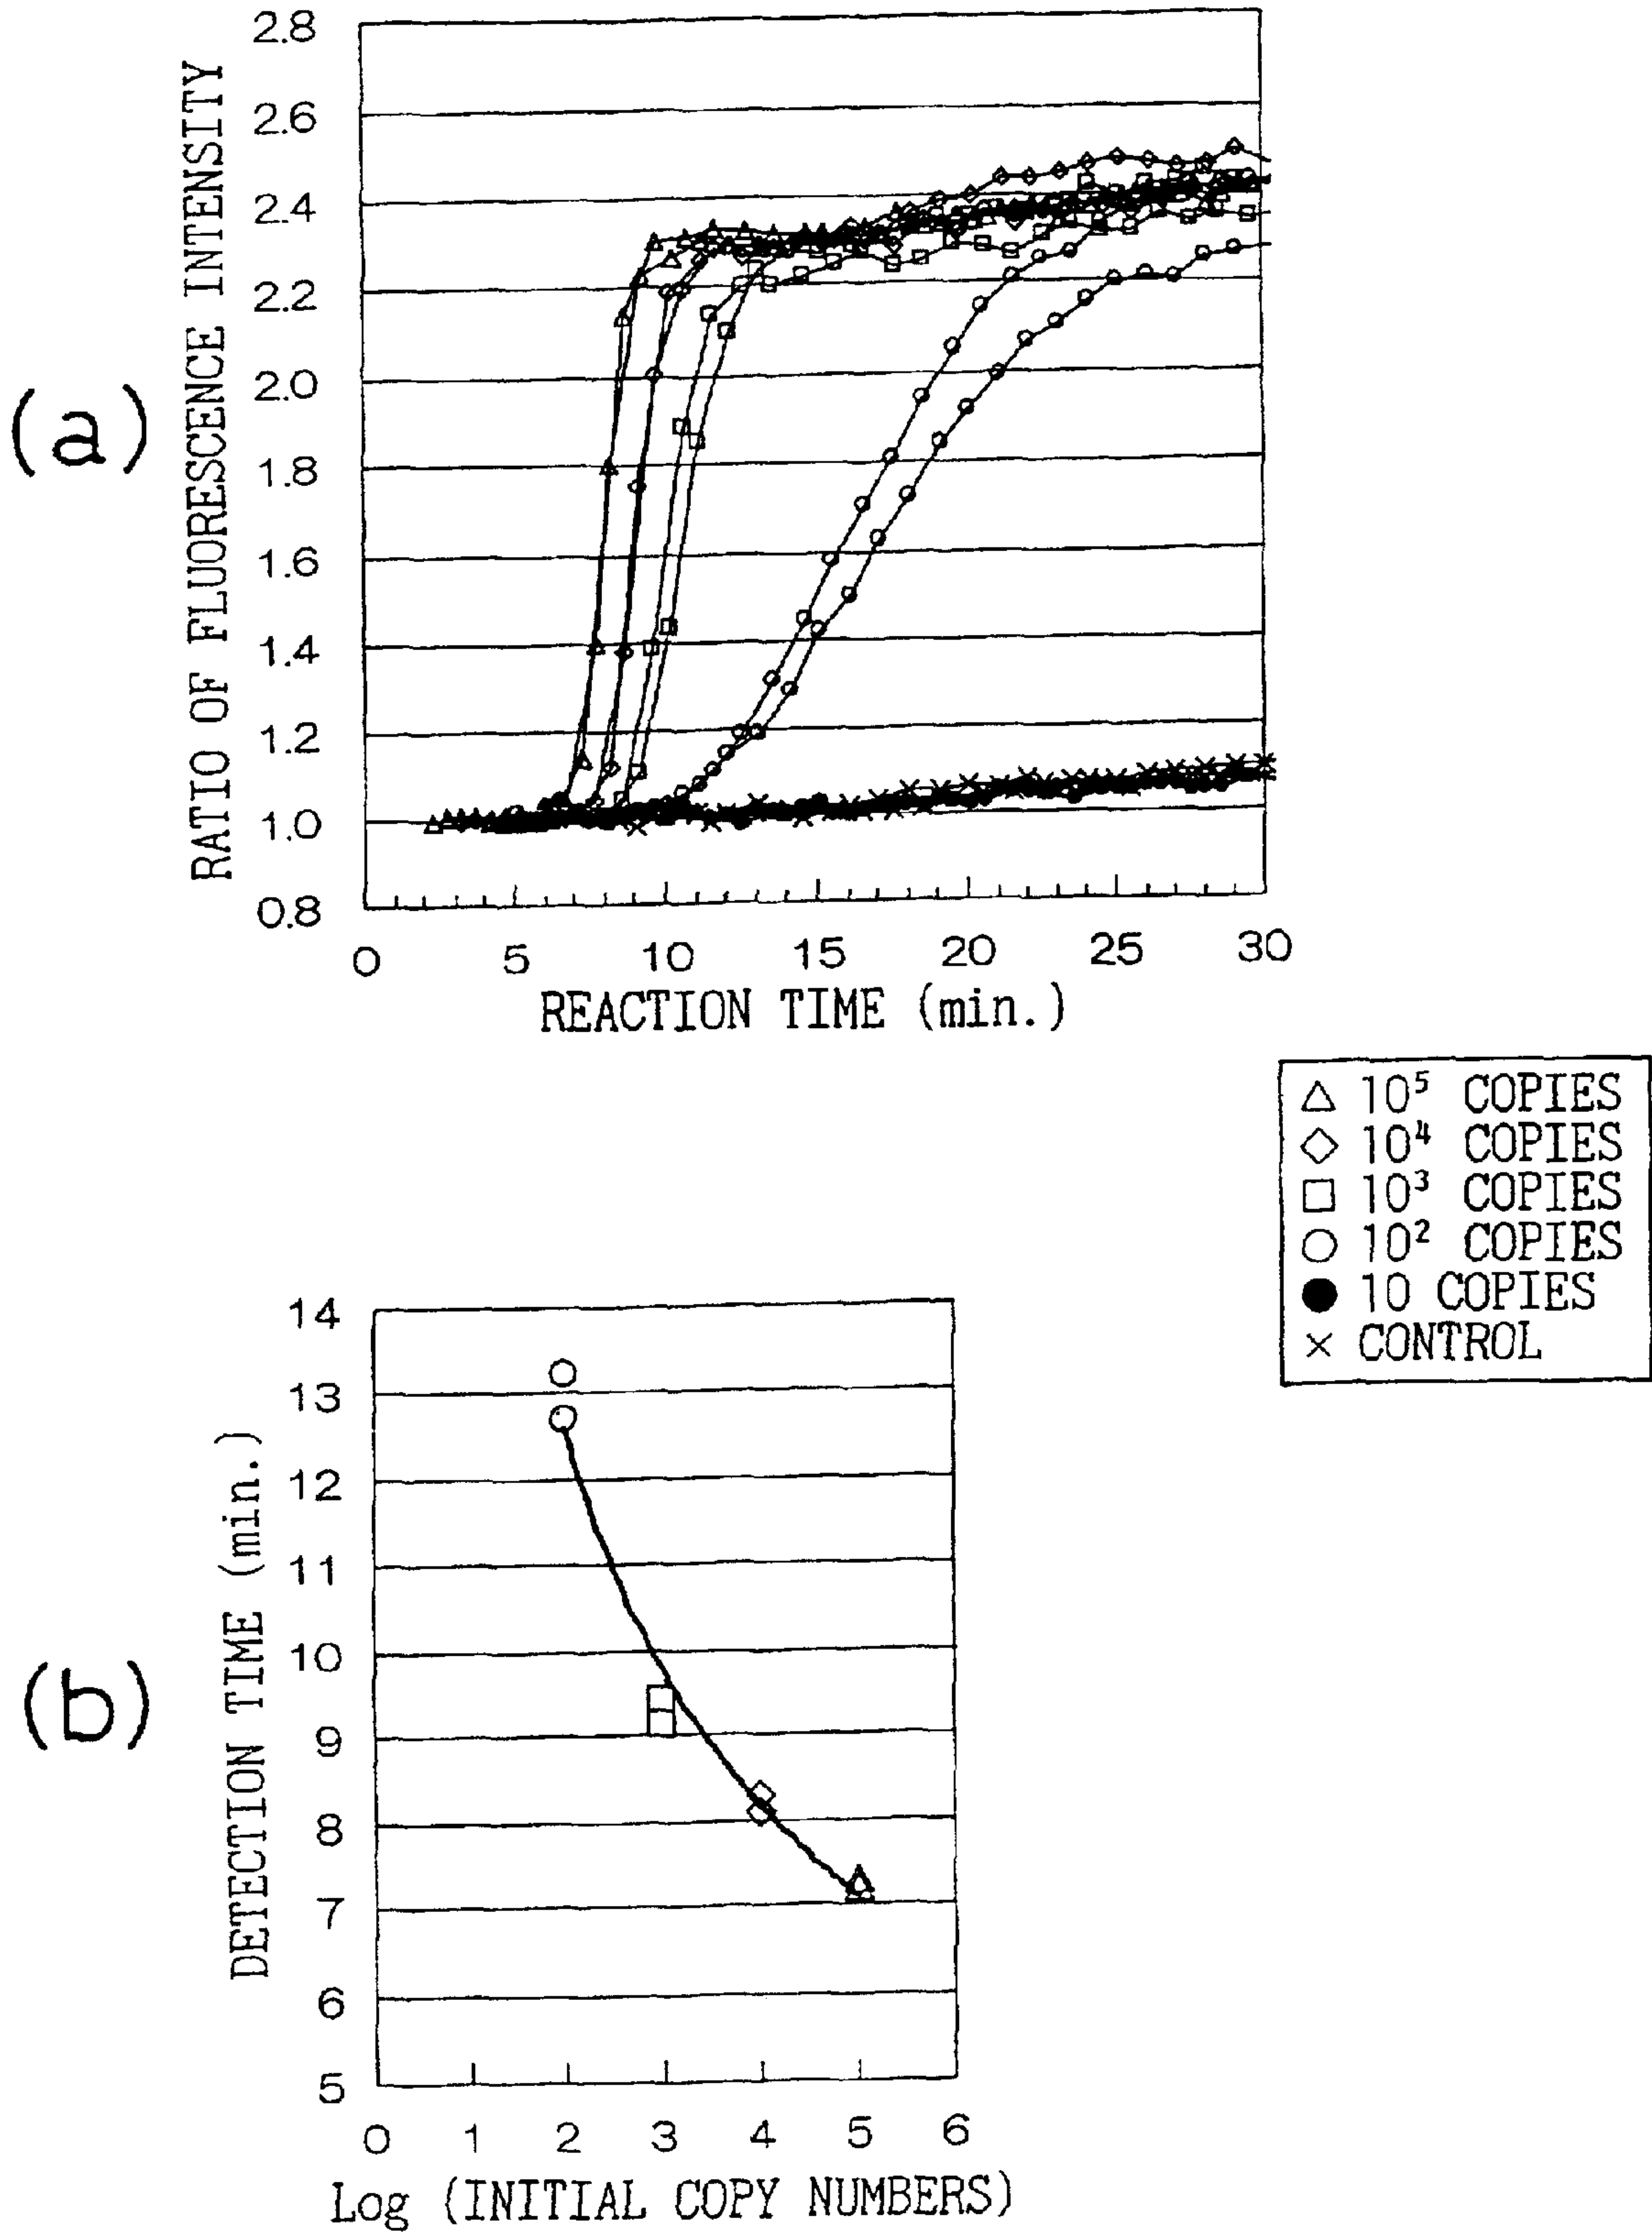 (a)
RATIO OF FLUORESCENCE INTENSITY
2.8
2.6
2.4
2.2
2.0
1.8
1.6
1.4
1.2
1.0
0.8
0 5 10 15 20 25 30
REACTION TIME (min.)
△ 10⁵ COPIES
◇ 10⁴ COPIES
□ 10³ COPIES
○ 10² COPIES
● 10 COPIES
× CONTROL
(b)
DETECTION TIME (min.)
14
13
12
11
10
9
8
7
6
5
0 1 2 3 4 5 6
Log (INITIAL COPY NUMBERS)